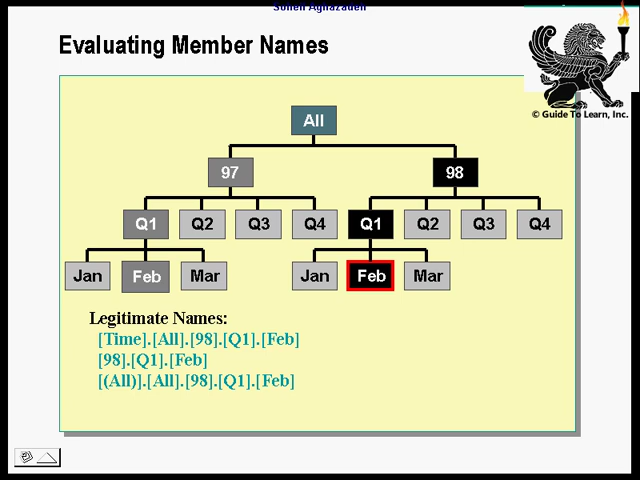 Soheil Aghazadeh
Evaluating Member Names
© Guide To Learn, Inc.
All
97
98
Q1
Q2
Q3
Q4
Q1
Q2
Q3
Q4
Jan
Feb
Mar
Jan
Feb
Mar
Legitimate Names:
[Time].[All].[98].[Q1].[Feb]
[98].[Q1].[Feb]
[(All)].[All].[98].[Q1].[Feb]